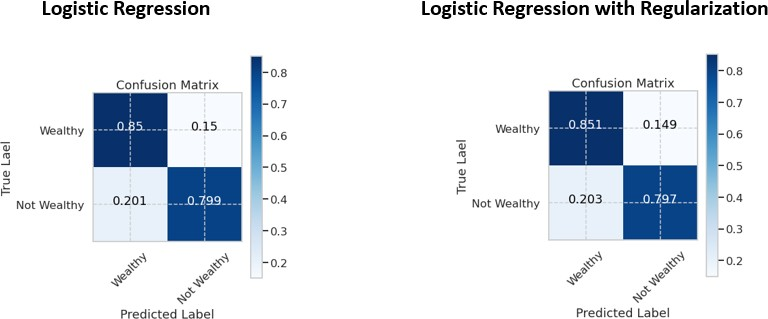 Logistic Regression
Confusion Matrix
Wealthy
Not Wealthy
True Lael
0.85
0.15
0.201
0.799
Wealthy
Not Wealthy
Predicted Label
0.8
0.7
0.6
0.5
0.4
0.3
0.2
Logistic Regression with Regularization
Confusion Matrix
Wealthy
Not Wealthy
True Lael
0.851
0.149
0.203
0.797
Wealthy
Not Wealthy
Predicted Label
0.8
0.7
0.6
0.5
0.4
0.3
0.2